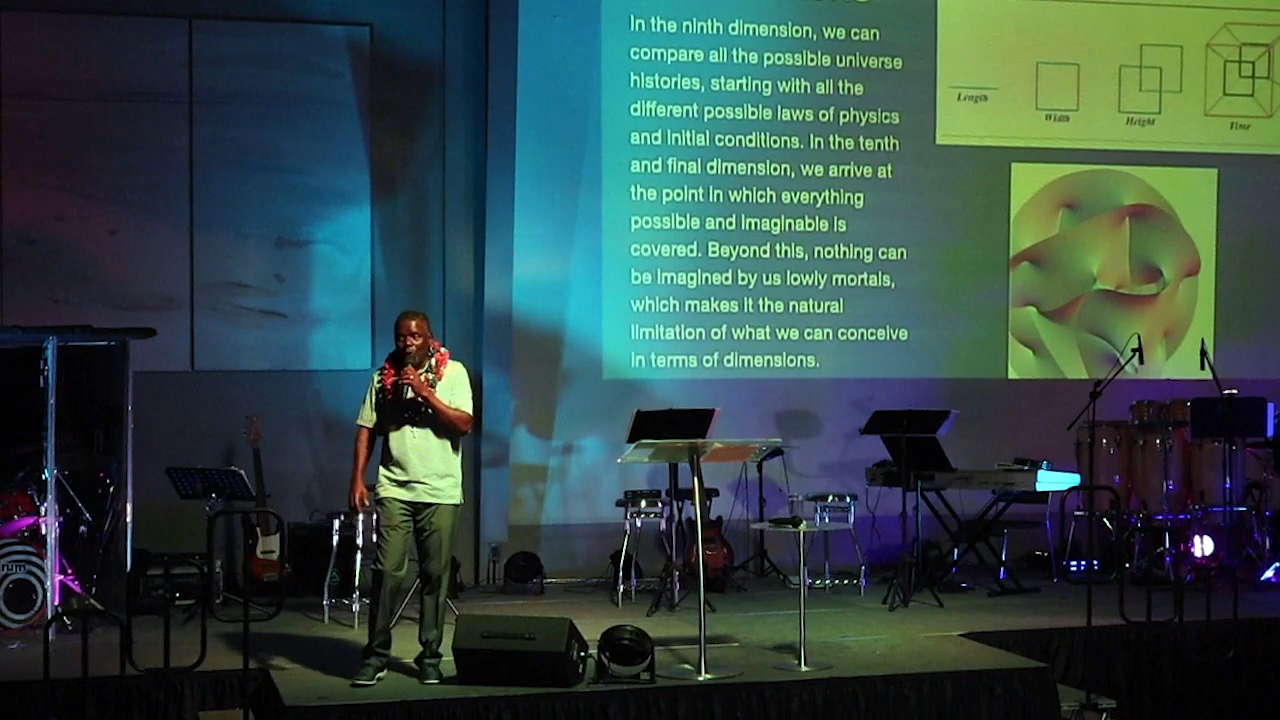 In the ninth dimension, we can
compare all the possible universe
histories, starting with all the
different possible laws of physics
and initial conditions. In the tenth
and final dimension, we arrive at
the point in which everything
possible and imaginable is
covered. Beyond this, nothing can
be imagined by us lowly mortals,
which makes it the natural
limitation of what we can conceive
in terms of dimensions.
Length
Width
Height
Time